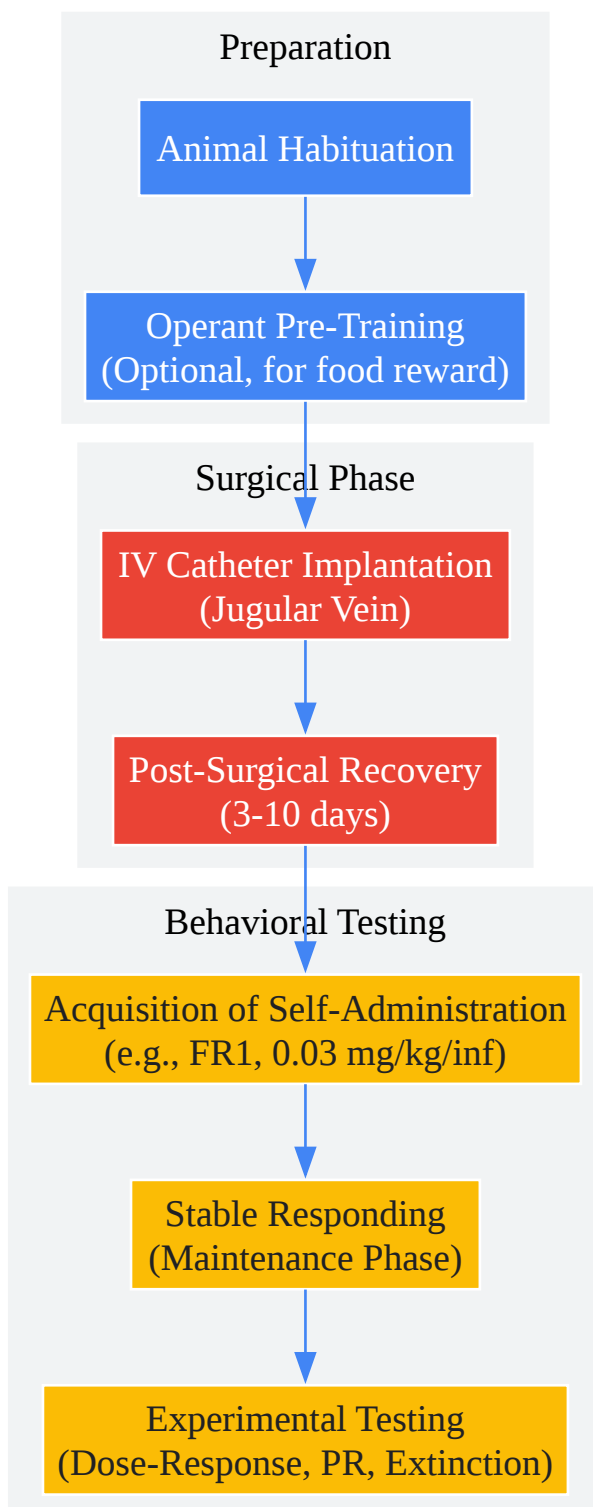 Preparation
Animal Habituation
Operant Pre-Training
(Optional, for food reward)
Surgical Phase
IV Catheter Implantation
(Jugular Vein)
Post-Surgical Recovery
(3-10 days)
Behavioral Testing
Acquisition of Self-Administration
(e.g., FR1, 0.03 mg/kg/inf)
Stable Responding
(Maintenance Phase)
Experimental Testing
(Dose-Response, PR, Extinction)